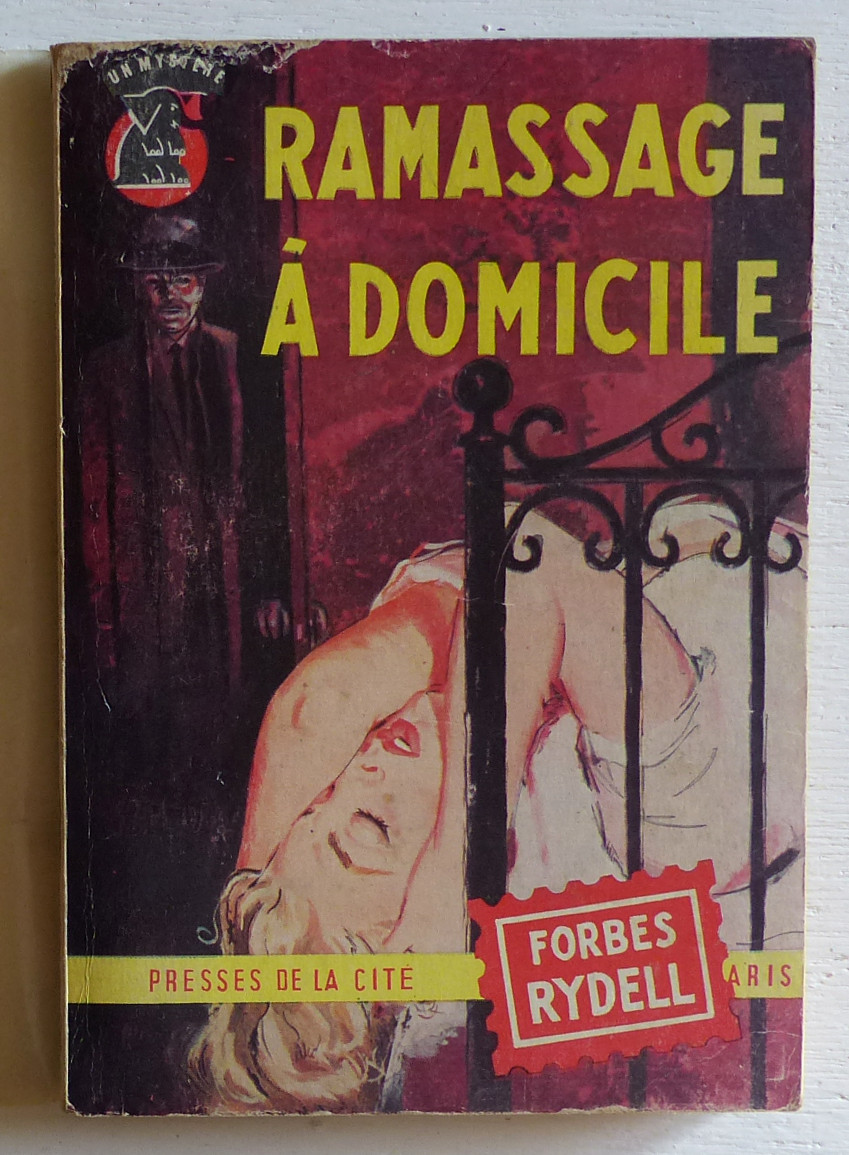 UN MYSTÈRE
RAMASSAGE
À DOMICILE
FORBES
RYDELL
PRESSES DE LA CITÉ
ARIS